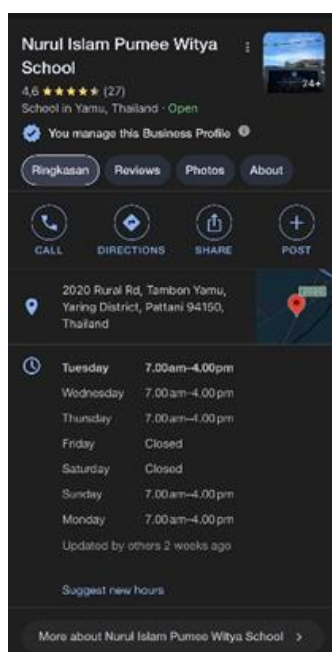 Nurul Islam Pumee Witya
School
4,6 ★★★★★ (27)
School in Yamu, Thailand · Open
You manage this Business Profile
24+
Ringkasan
Reviews
Photos
About
CALL
DIRECTIONS
SHARE
POST
2020 Rural Rd, Tambon Yamu,
Yaring District, Pattani 94150,
Thailand
2020
Tuesday 7.00am–4.00pm
Wednesday 7.00am–4.00pm
Thursday 7.00am–4.00pm
Friday Closed
Saturday Closed
Sunday 7.00am–4.00pm
Monday 7.00am–4.00pm
Updated by others 2 weeks ago
Suggest new hours
More about Nurul Islam Pumee Witya School >